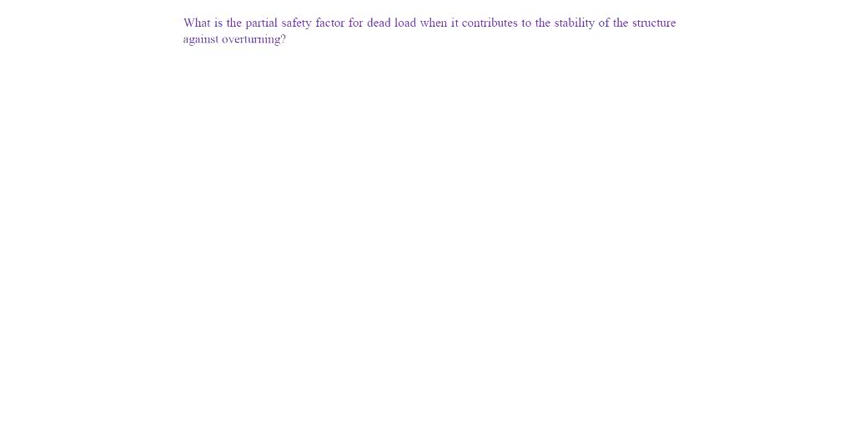 What is the partial safety factor for dead load when it contributes to the stability of the structure
against overturning?